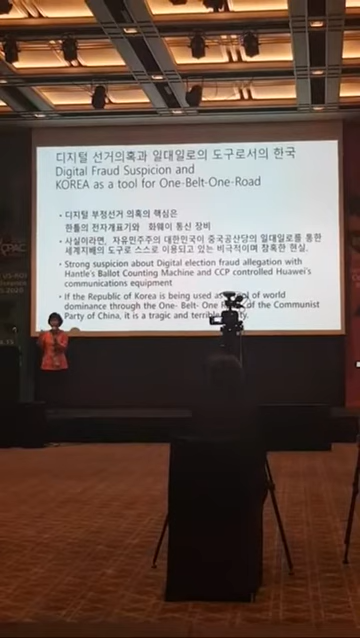 디지털 선거의혹과 일대일로의 도구로서의 한국
Digital Fraud Suspicion and
KOREA as a tool for One-Belt-One-Road
• 디지털 부정선거 의혹의 핵심은
한틀의 전자개표기와 화웨이 통신 장비
• 사실이라면, 자유민주주의 대한민국이 중국공산당의 일대일로를 통한
세계지배의 도구로 스스로 이용되고 있는 비극적이며 참혹한 현실.
• Strong suspicion about Digital election fraud allegation with
Hantle's Ballot Counting Machine and CCP controlled Huawei's
communications equipment
• If the Republic of Korea is being used as of world
dominance through the One- Belt- One of the Communist
Party of China, it is a tragic and terrible
CPAC
2020